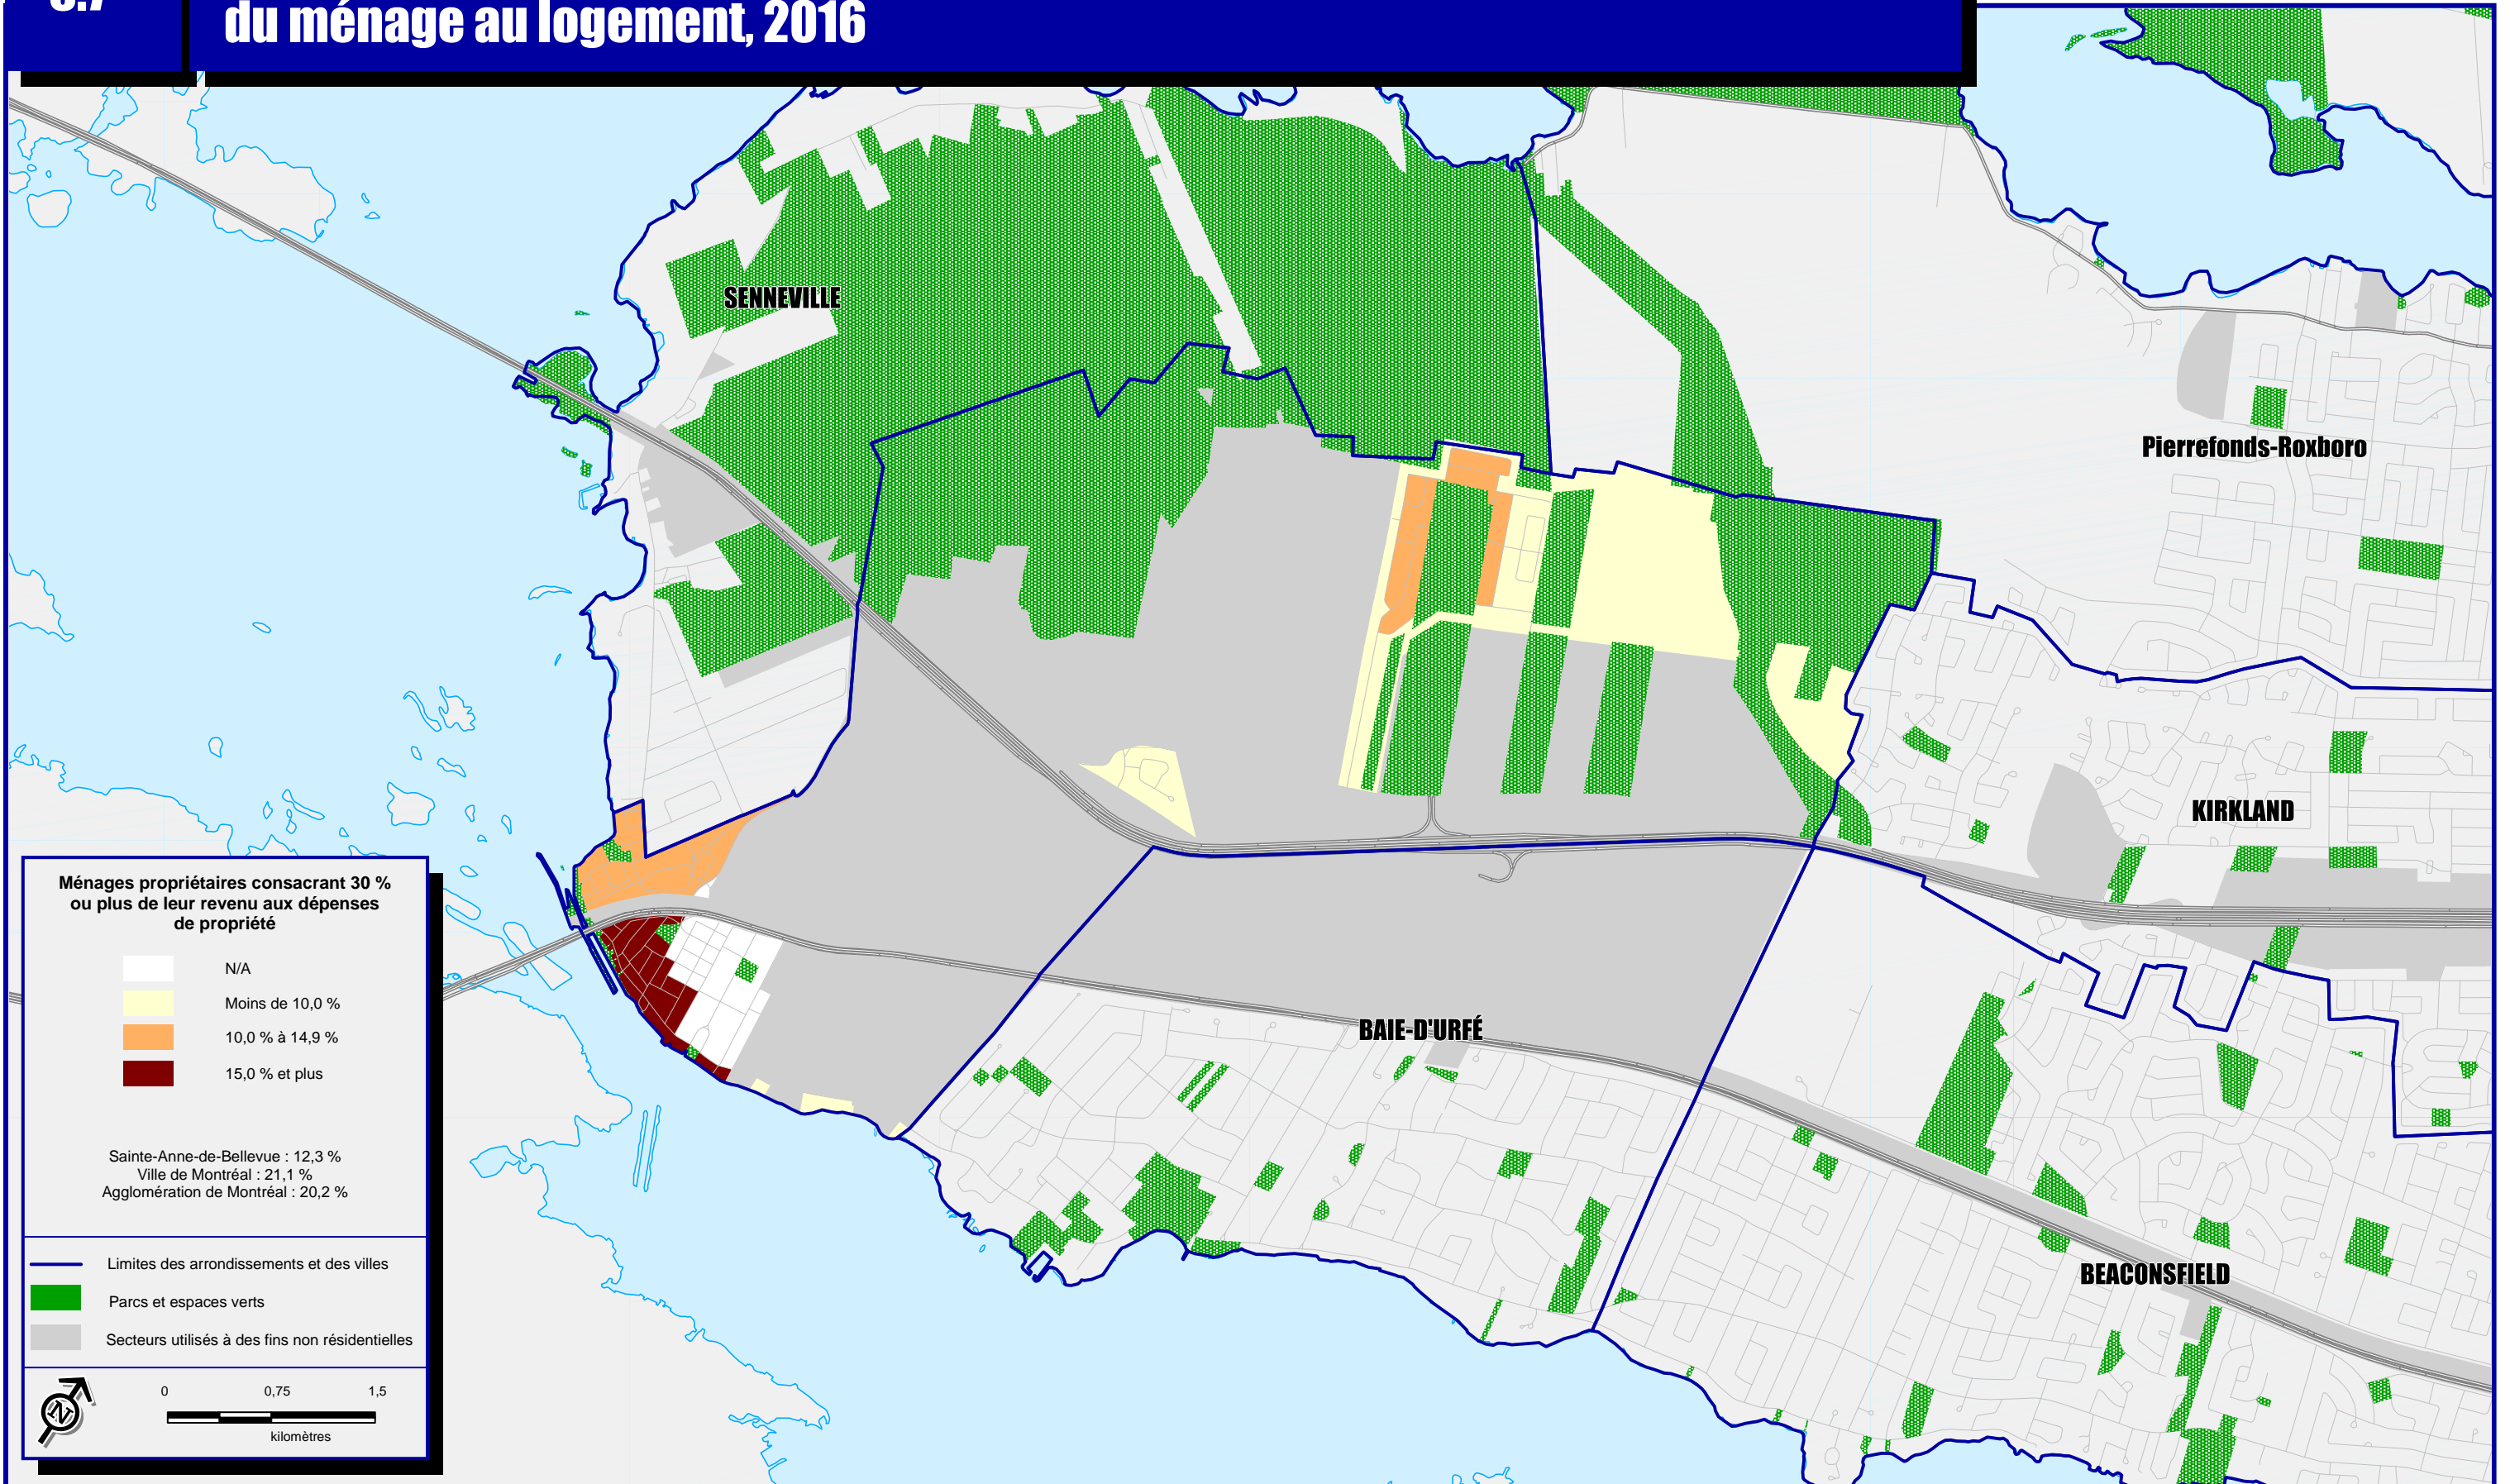 du ménage au logement, 2016
SENNEVILLE
Pierrefonds-Roxboro
KIRKLAND
BAIE-D'URFÉ
BEACONSFIELD
Ménages propriétaires consacrant 30 %
ou plus de leur revenu aux dépenses
de propriété
N/A
Moins de 10,0 %
10,0 % à 14,9 %
15,0 % et plus
Sainte-Anne-de-Bellevue : 12,3 %
Ville de Montréal : 21,1 %
Agglomération de Montréal : 20,2 %
Limites des arrondissements et des villes
Parcs et espaces verts
Secteurs utilisés à des fins non résidentielles
N
0 0,75 1,5
kilomètres